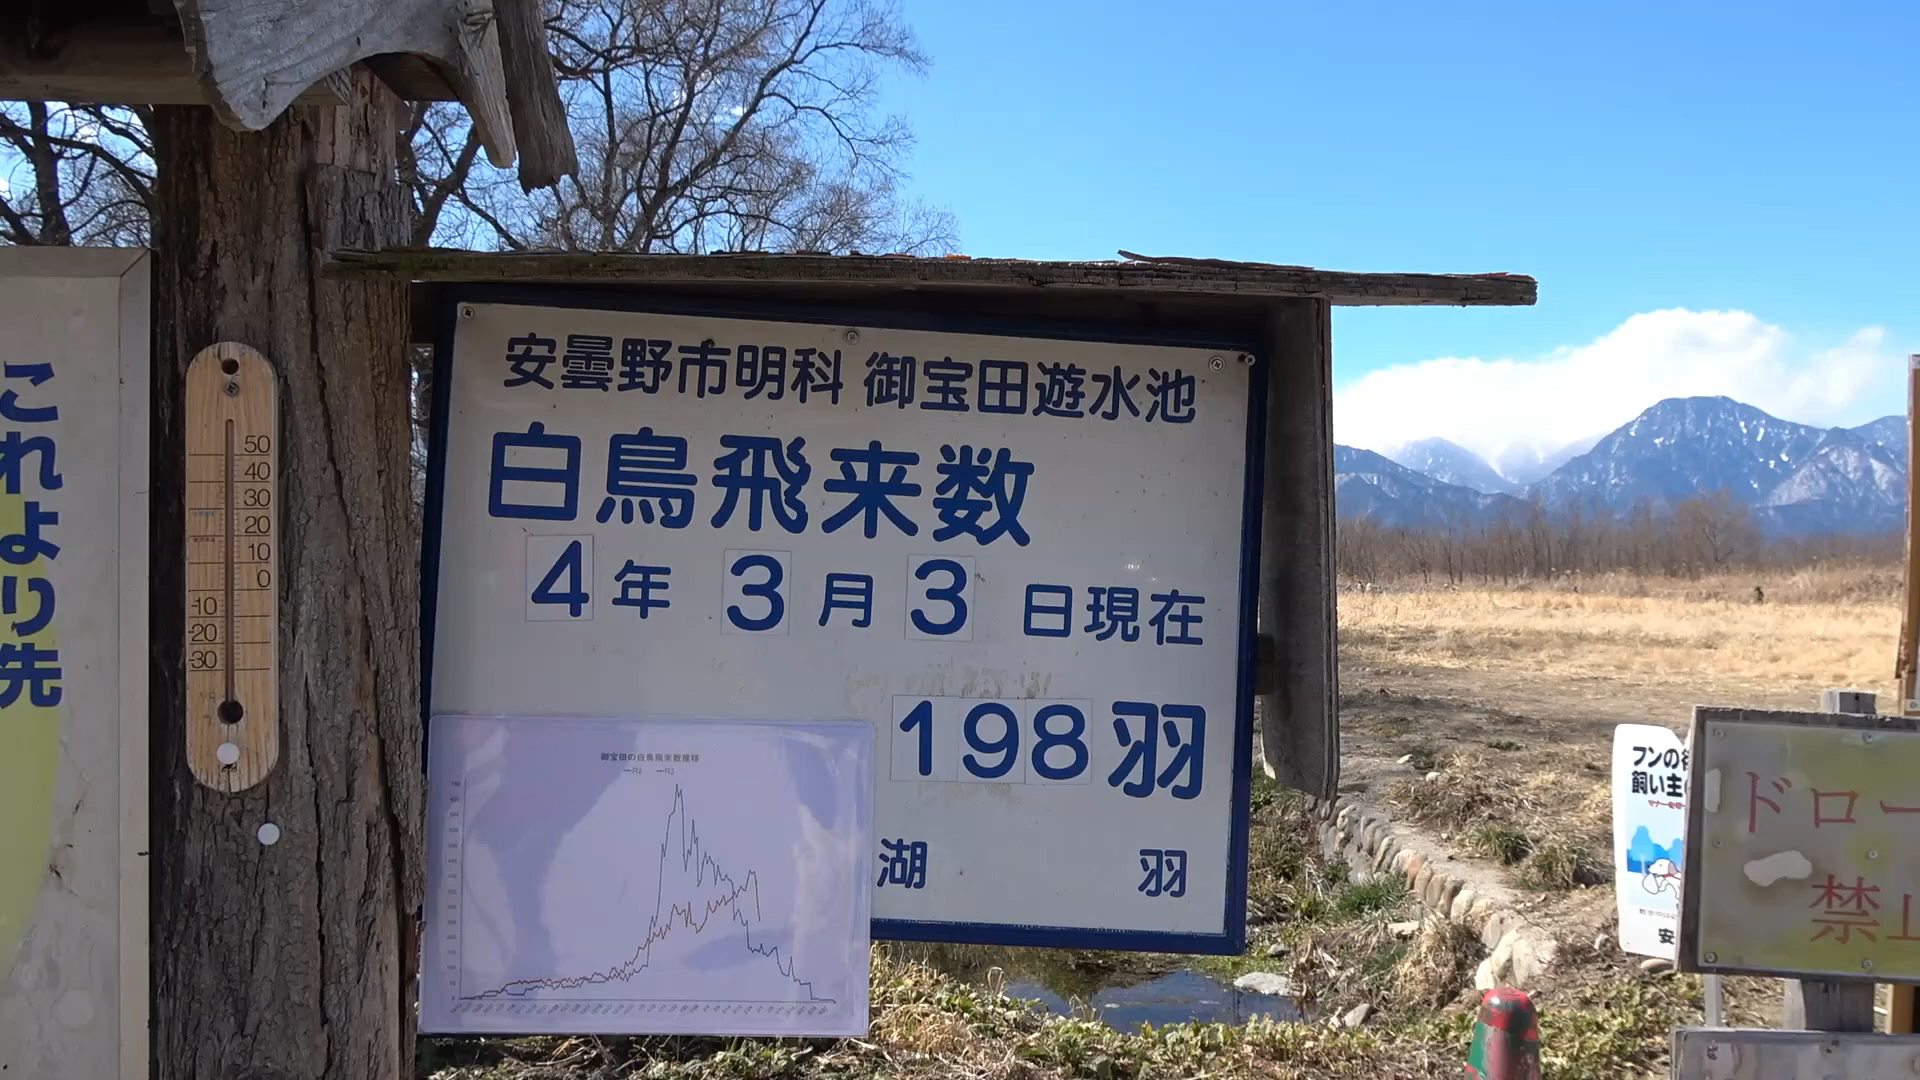 これより先
50
40
30
20
10
0
-10
-20
-30
安曇野市明科 御宝田遊水池
白鳥飛来数
4年 3月 3日現在
198羽
湖 羽
御宝田の白鳥飛来数推移
フンの
飼い主
ドロー
禁止
安